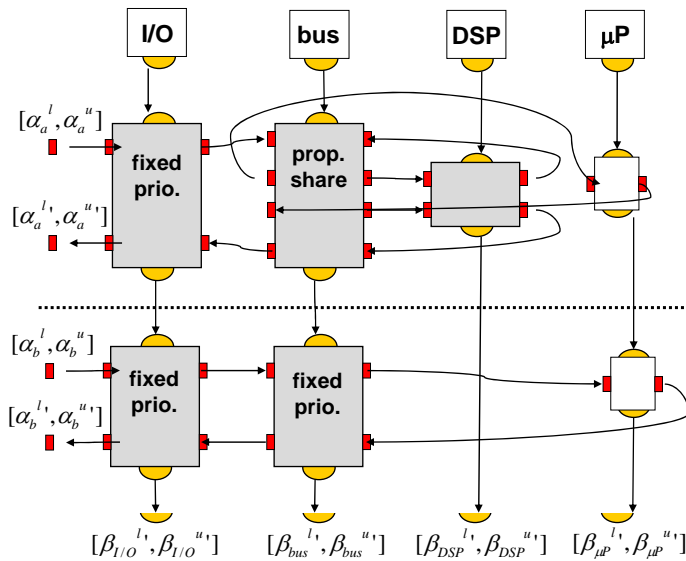 I/O bus DSP μP
[α_a^l, α_a^u]
fixed prio.
prop. share
[α_a^l', α_a^u']
[α_b^l, α_b^u]
fixed prio.
fixed prio.
[α_b^l', α_b^u']
[β_I/O^l', β_I/O^u'] [β_bus^l', β_bus^u'] [β_DSP^l', β_DSP^u'] [β_μP^l', β_μP^u']